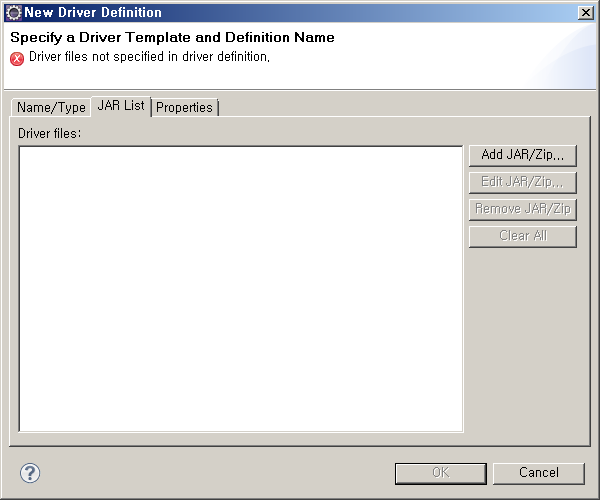 New Driver Definition
Specify a Driver Template and Definition Name
Driver files not specified in driver definition.
Name/Type
JAR List
Properties
Driver files:
Add JAR/Zip...
Edit JAR/Zip...
Remove JAR/Zip
Clear All
?
OK
Cancel